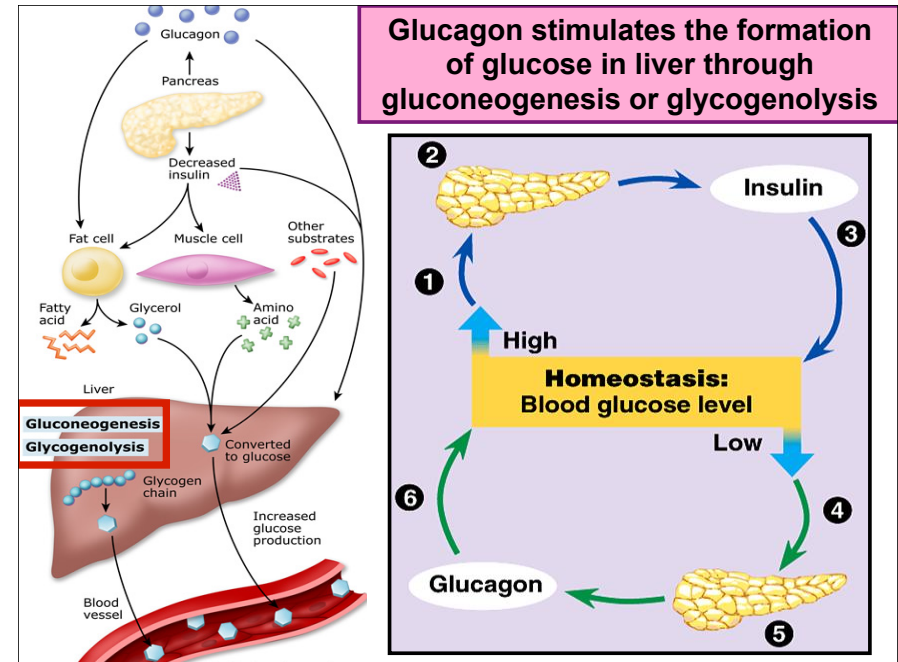 Glucagon stimulates the formation
of glucose in liver through
gluconeogenesis or glycogenolysis
Glucagon
Pancreas
Decreased
insulin
Fat cell
Muscle cell
Other
substrates
Fatty
acid
Glycerol
Amino
acid
Liver
Gluconeogenesis
Glycogenolysis
Converted
to glucose
Glycogen
chain
Increased
glucose
production
Blood
vessel
2
Insulin
3
1
High
Homeostasis:
Blood glucose level
Low
6
4
Glucagon
5